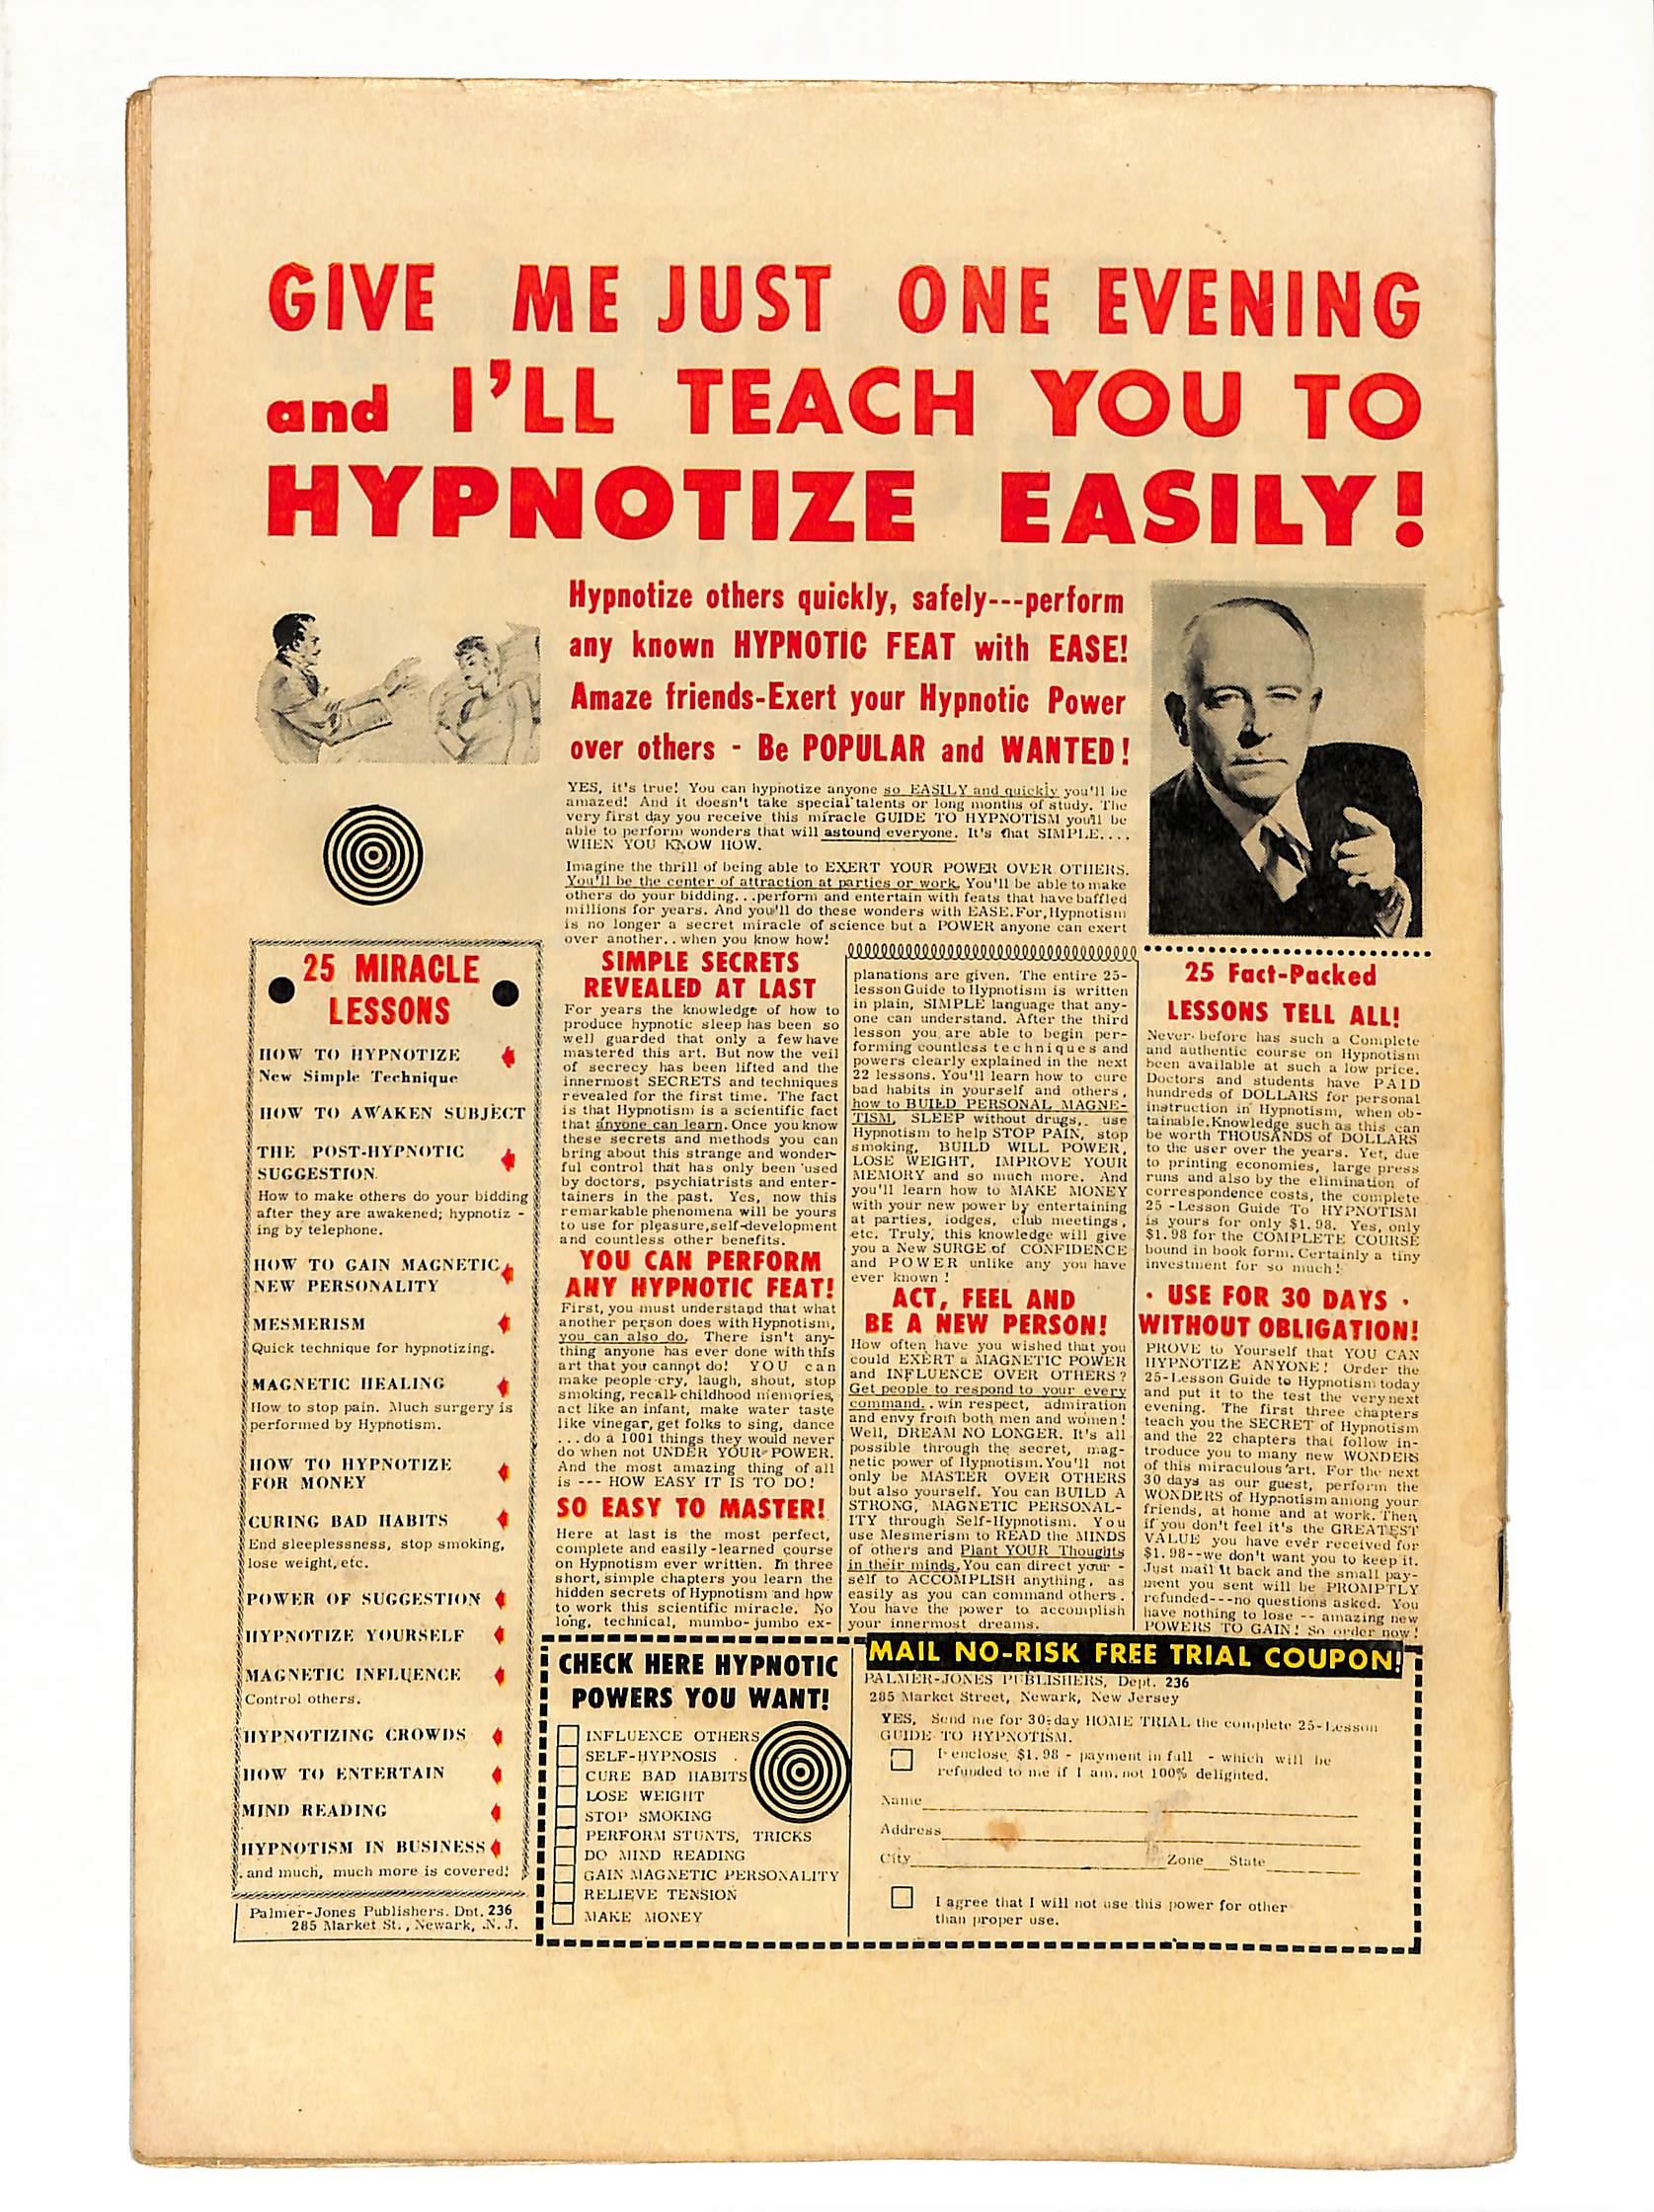 GIVE ME JUST ONE EVENING
and I'LL TEACH YOU TO
HYPNOTIZE EASILY!
Hypnotize others quickly, safely---perform
any known HYPNOTIC FEAT with EASE!
Amaze friends-Exert your Hypnotic Power
over others - Be POPULAR and WANTED!
YES, it's true! You can hypnotize anyone so EASILY and quickly you'll be
amazed! And it doesn't take special talents or long months of study. The
very first day you receive this miracle GUIDE TO HYPNOTISM you'll be
able to perform wonders that will astound everyone. It's that SIMPLE....
WHEN YOU KNOW HOW.
Imagine the thrill of being able to EXERT YOUR POWER OVER OTHERS.
You'll be the center of attraction at parties or work. You'll be able to make
others do your bidding...perform and entertain with feats that have baffled
millions for years. And you'll do these wonders with EASE. For, Hypnotism
is no longer a secret miracle of science but a POWER anyone can exert
over another.. when you know how!
25 MIRACLE
LESSONS
HOW TO HYPNOTIZE
New Simple Technique
HOW TO AWAKEN SUBJECT
THE POST-HYPNOTIC
SUGGESTION
How to make others do your bidding
after they are awakened; hypnotiz -
ing by telephone.
HOW TO GAIN MAGNETIC
NEW PERSONALITY
MESMERISM
Quick technique for hypnotizing.
MAGNETIC HEALING
How to stop pain. Much surgery is
performed by Hypnotism.
HOW TO HYPNOTIZE
FOR MONEY
CURING BAD HABITS
End sleeplessness, stop smoking,
lose weight, etc.
POWER OF SUGGESTION
HYPNOTIZE YOURSELF
MAGNETIC INFLUENCE
Control others.
HYPNOTIZING CROWDS
HOW TO ENTERTAIN
MIND READING
HYPNOTISM IN BUSINESS
. and much, much more is covered!
Palmer-Jones Publishers. Dpt. 236
285 Market St., Newark, .N. J.
SIMPLE SECRETS
REVEALED AT LAST
For years the knowledge of how to
produce hypnotic sleep has been so
well guarded that only a few have
mastered this art. But now the veil
of secrecy has been lifted and the
innermost SECRETS and techniques
revealed for the first time. The fact
is that Hypnotism is a scientific fact
that anyone can learn. Once you know
these secrets and methods you can
bring about this strange and wonder-
ful control that has only been used
by doctors, psychiatrists and enter-
tainers in the past. Yes, now this
remarkable phenomena will be yours
to use for pleasure, self-development
and countless other benefits.
YOU CAN PERFORM
ANY HYPNOTIC FEAT!
First, you must understand that what
another person does with Hypnotism,
you can also do. There isn't any-
thing anyone has ever done with this
art that you cannot do! YOU can
make people cry, laugh, shout, stop
smoking, recall childhood memories,
act like an infant, make water taste
like vinegar, get folks to sing, dance
...do a 1001 things they would never
do when not UNDER YOUR POWER.
And the most amazing thing of all
is --- HOW EASY IT IS TO DO!
SO EASY TO MASTER!
Here at last is the most perfect,
complete and easily-learned course
on Hypnotism ever written. In three
short, simple chapters you learn the
hidden secrets of Hypnotism and how
to work this scientific miracle. No
long, technical, mumbo-jumbo ex-
planations are given. The entire 25-
lesson Guide to Hypnotism is written
in plain, SIMPLE language that any-
one can understand. After the third
lesson you are able to begin per-
forming countless techniques and
powers clearly explained in the next
22 lessons. You'll learn how to cure
bad habits in yourself and others,
how to BUILD PERSONAL MAGNE-
TISM, SLEEP without drugs,. use
Hypnotism to help STOP PAIN, stop
smoking, BUILD WILL POWER,
LOSE WEIGHT, IMPROVE YOUR
MEMORY and so much more. And
you'll learn how to MAKE MONEY
with your new power by entertaining
at parties, lodges, club meetings,
etc. Truly, this knowledge will give
you a New SURGE of CONFIDENCE
and POWER unlike any you have
ever known !
ACT, FEEL AND
BE A NEW PERSON!
How often have you wished that you
could EXERT a MAGNETIC POWER
and INFLUENCE OVER OTHERS?
Get people to respond to your every
command.. win respect, admiration
and envy from both men and women!
Well, DREAM NO LONGER. It's all
possible through the secret, mag-
netic power of Hypnotism. You'll not
only be MASTER OVER OTHERS
but also yourself. You can BUILD A
STRONG, MAGNETIC PERSONAL-
ITY through Self-Hypnotism. You
use Mesmerism to READ the MINDS
of others and Plant YOUR Thoughts
in their minds. You can direct your -
self to ACCOMPLISH anything, as
easily as you can command others.
You have the power to accomplish
your innermost dreams.
25 Fact-Packed
LESSONS TELL ALL!
Never before has such a Complete
and authentic course on Hypnotism
been available at such a low price.
Doctors and students have PAID
hundreds of DOLLARS for personal
instruction in Hypnotism, when ob-
tainable. Knowledge such as this can
be worth THOUSANDS of DOLLARS
to the user over the years. Yet, due
to printing economies, large press
runs and also by the elimination of
correspondence costs, the complete
25 -Lesson Guide To HYPNOTISM
is yours for only $1.98. Yes, only
$1.98 for the COMPLETE COURSE
bound in book form. Certainly a tiny
investment for so much!
· USE FOR 30 DAYS ·
WITHOUT OBLIGATION!
PROVE to Yourself that YOU CAN
HYPNOTIZE ANYONE! Order the
25-Lesson Guide to Hypnotism today
and put it to the test the very next
evening. The first three chapters
teach you the SECRET of Hypnotism
and the 22 chapters that follow in-
troduce you to many new WONDERS
of this miraculous art. For the next
30 days as our guest, perform the
WONDERS of Hypnotism among your
friends, at home and at work. Then,
if you don't feel it's the GREATEST
VALUE you have ever received for
$1.98--we don't want you to keep it.
Just mail it back and the small pay-
ment you sent will be PROMPTLY
refunded---no questions asked. You
have nothing to lose -- amazing new
POWERS TO GAIN! So order now!
CHECK HERE HYPNOTIC
POWERS YOU WANT!
INFLUENCE OTHERS
SELF-HYPNOSIS
CURE BAD HABITS
LOSE WEIGHT
STOP SMOKING
PERFORM STUNTS, TRICKS
DO MIND READING
GAIN MAGNETIC PERSONALITY
RELIEVE TENSION
MAKE MONEY
MAIL NO-RISK FREE TRIAL COUPON!
PALMER-JONES PUBLISHERS, Dept. 236
285 Market Street, Newark, New Jersey
YES, Send me for 30-day HOME TRIAL the complete 25-Lesson
GUIDE TO HYPNOTISM.
I enclose $1.98 - payment in full - which will be
refunded to me if I am not 100% delighted.
Name
Address
City Zone State
I agree that I will not use this power for other
than proper use.